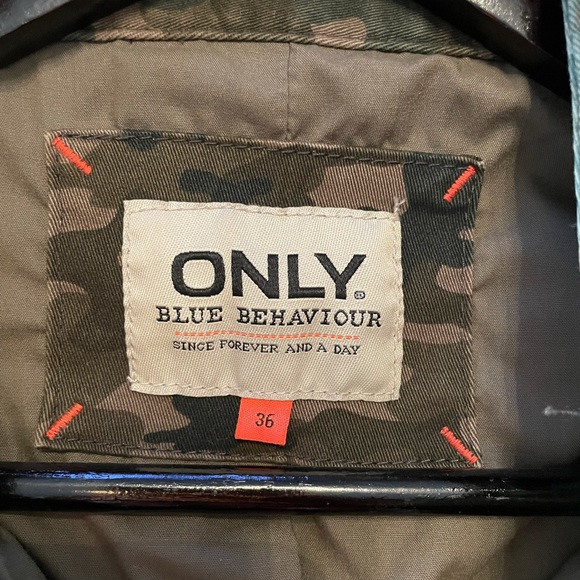 ONLY®
BLUE BEHAVIOUR
SINCE FOREVER AND A DAY
36